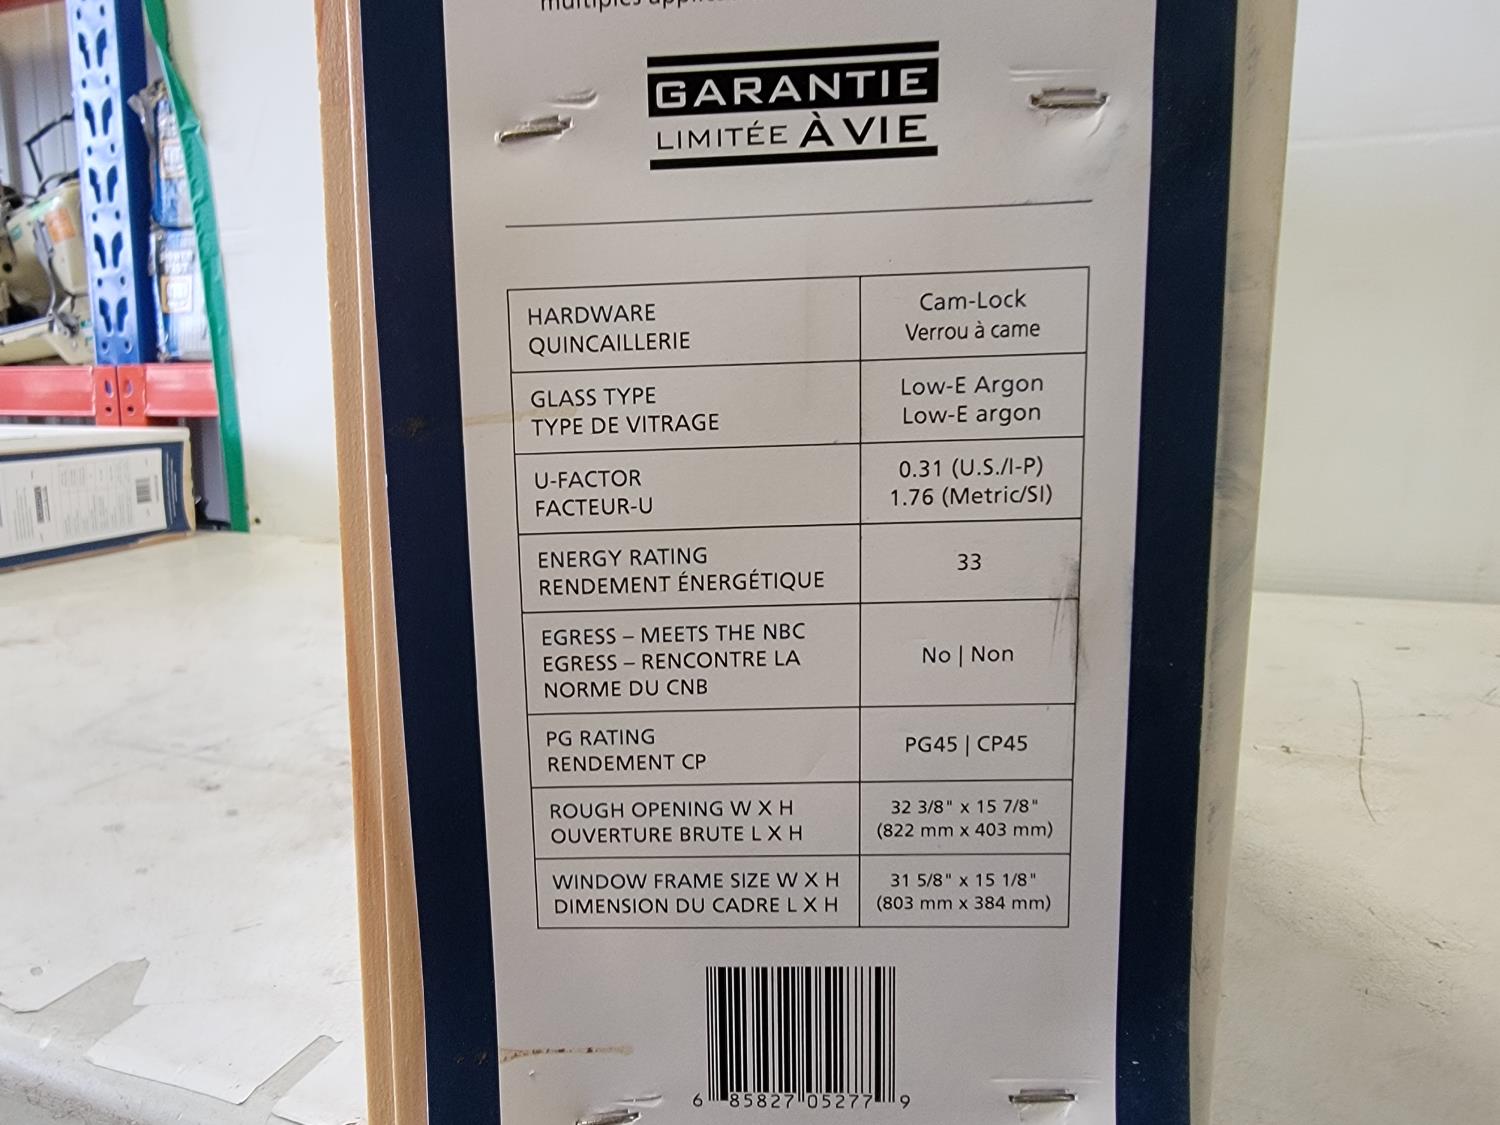 multiples
GARANTIE
LIMITÉE À VIE
HARDWARE
QUINCAILLERIE
Cam-Lock
Verrou à came
GLASS TYPE
TYPE DE VITRAGE
Low-E Argon
Low-E argon
U-FACTOR
FACTEUR-U
0.31 (U.S./I-P)
1.76 (Metric/SI)
ENERGY RATING
RENDEMENT ÉNERGÉTIQUE
33
EGRESS – MEETS THE NBC
EGRESS – RENCONTRE LA
NORME DU CNB
No | Non
PG RATING
RENDEMENT CP
PG45 | CP45
ROUGH OPENING W X H
OUVERTURE BRUTE L X H
32 3/8" x 15 7/8"
(822 mm x 403 mm)
WINDOW FRAME SIZE W X H
DIMENSION DU CADRE L X H
31 5/8" x 15 1/8"
(803 mm x 384 mm)
6 85827 05277 9